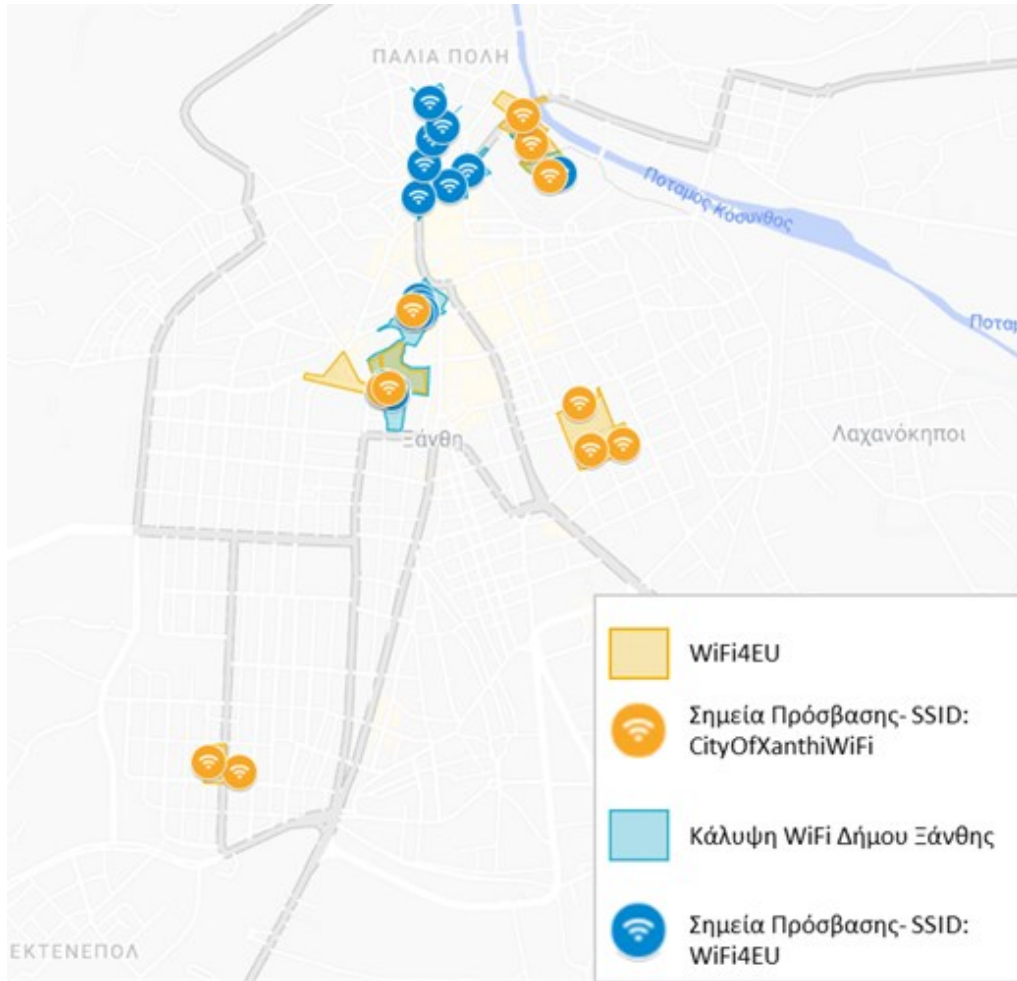 ΠΑΛΙΑ ΠΟΛΗ
Ποταμος Κόσυνθος
Ποταμ
Λαχανόκηποι
Ξάνθη
WiFi4EU
Σημεία Πρόσβασης- SSID:
CityOfXanthiWiFi
Κάλυψη WiFi Δήμου Ξάνθης
Σημεία Πρόσβασης- SSID:
WiFi4EU
ΕΚΤΕΝΕΠΟΛ